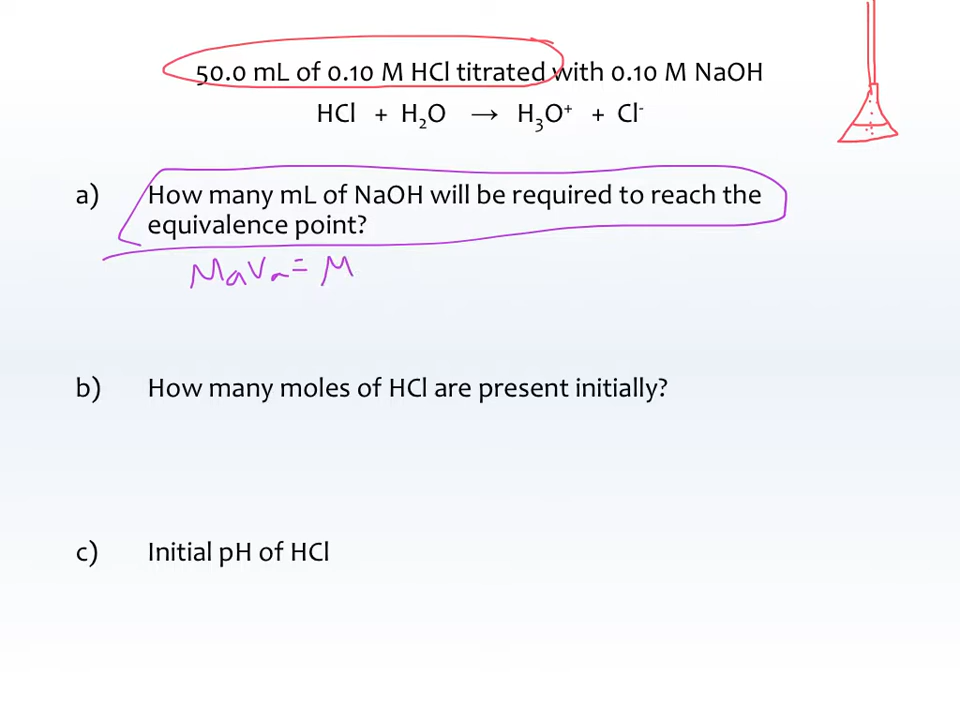 50.0 mL of 0.10 M HCl titrated with 0.10 M NaOH
HCl + H₂O → H₃O⁺ + Cl⁻
a) How many mL of NaOH will be required to reach the
equivalence point?
MaVa = M
b) How many moles of HCl are present initially?
c) Initial pH of HCl